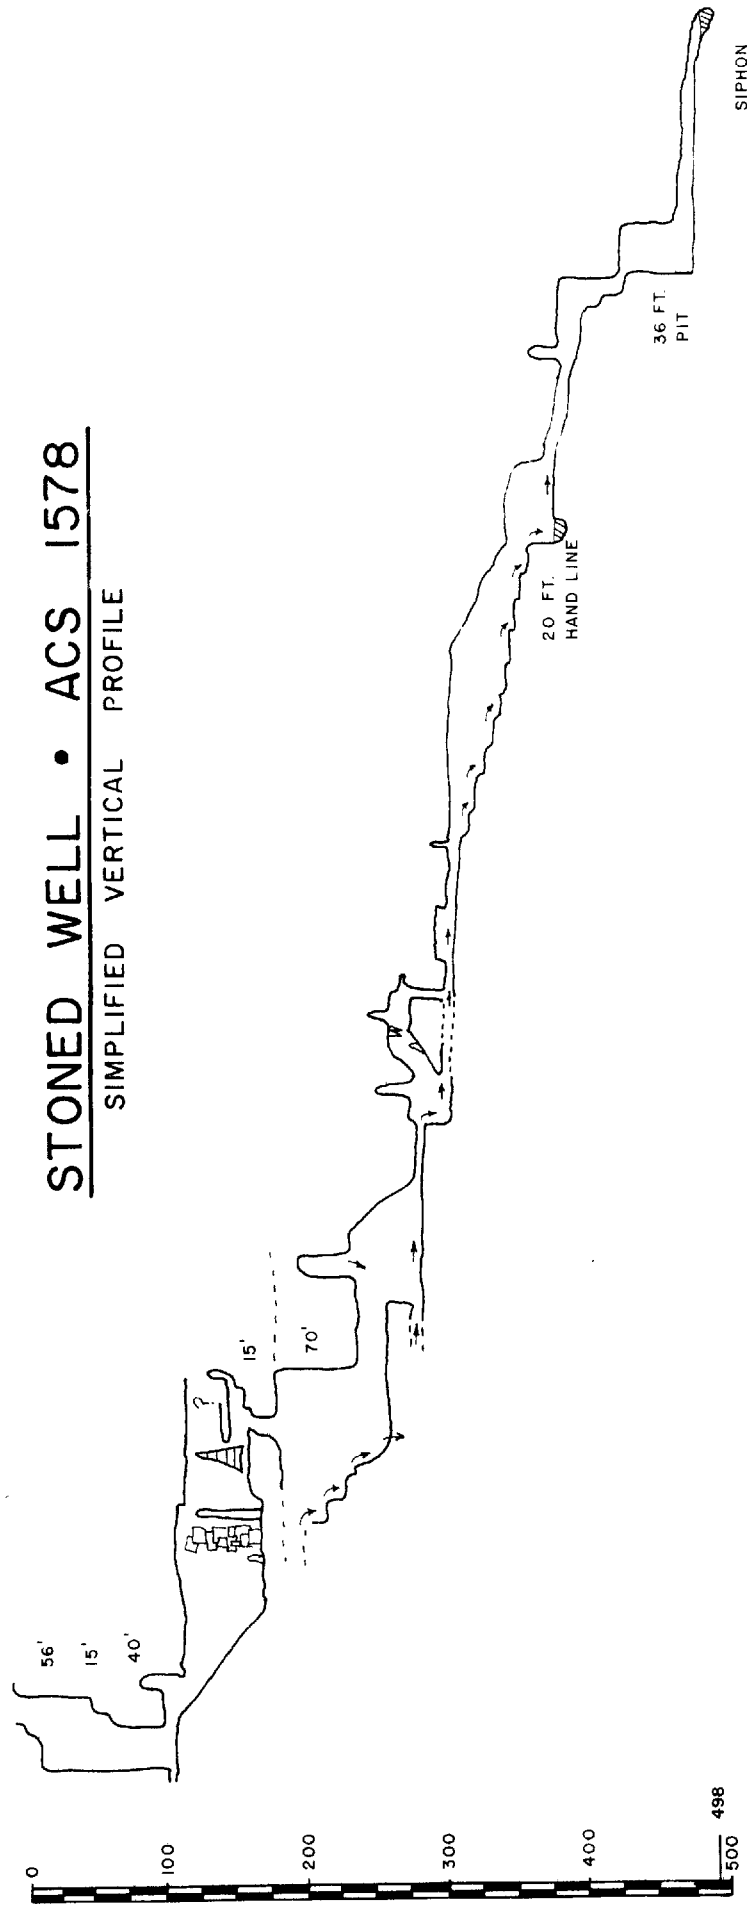 STONED WELL • ACS 1578
SIMPLIFIED VERTICAL PROFILE
56'
15'
40'
?
15'
70'
W
20 FT.
HAND LINE
36 FT.
PIT
SIPHON
0
100
200
300
400
498
500